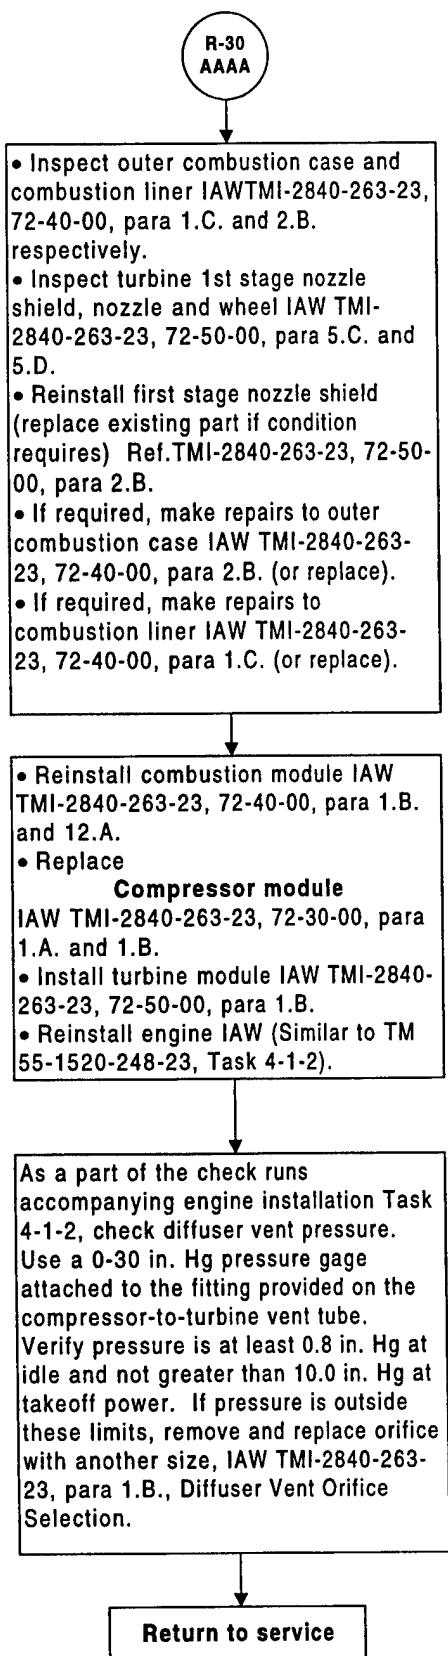 R-30
AAAA
• Inspect outer combustion case and
combustion liner IAWTMI-2840-263-23,
72-40-00, para 1.C. and 2.B.
respectively.
• Inspect turbine 1st stage nozzle
shield, nozzle and wheel IAW TMI-
2840-263-23, 72-50-00, para 5.C. and
5.D.
• Reinstall first stage nozzle shield
(replace existing part if condition
requires) Ref.TMI-2840-263-23, 72-50-
00, para 2.B.
• If required, make repairs to outer
combustion case IAW TMI-2840-263-
23, 72-40-00, para 2.B. (or replace).
• If required, make repairs to
combustion liner IAW TMI-2840-263-
23, 72-40-00, para 1.C. (or replace).
• Reinstall combustion module IAW
TMI-2840-263-23, 72-40-00, para 1.B.
and 12.A.
• Replace
Compressor module
IAW TMI-2840-263-23, 72-30-00, para
1.A. and 1.B.
• Install turbine module IAW TMI-2840-
263-23, 72-50-00, para 1.B.
• Reinstall engine IAW (Similar to TM
55-1520-248-23, Task 4-1-2).
As a part of the check runs
accompanying engine installation Task
4-1-2, check diffuser vent pressure.
Use a 0-30 in. Hg pressure gage
attached to the fitting provided on the
compressor-to-turbine vent tube.
Verify pressure is at least 0.8 in. Hg at
idle and not greater than 10.0 in. Hg at
takeoff power. If pressure is outside
these limits, remove and replace orifice
with another size, IAW TMI-2840-263-
23, para 1.B., Diffuser Vent Orifice
Selection.
Return to service